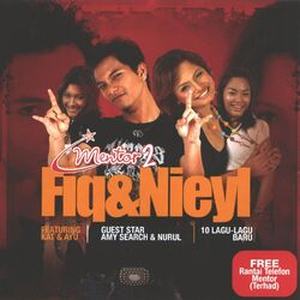 Mentor 2
Fiq&Nieyl
FEATURING
KAT & AYU
GUEST STAR
AMY SEARCH & NURUL
10 LAGU-LAGU
BARU
FREE
Rantai Telefon
Mentor
(Terhad)